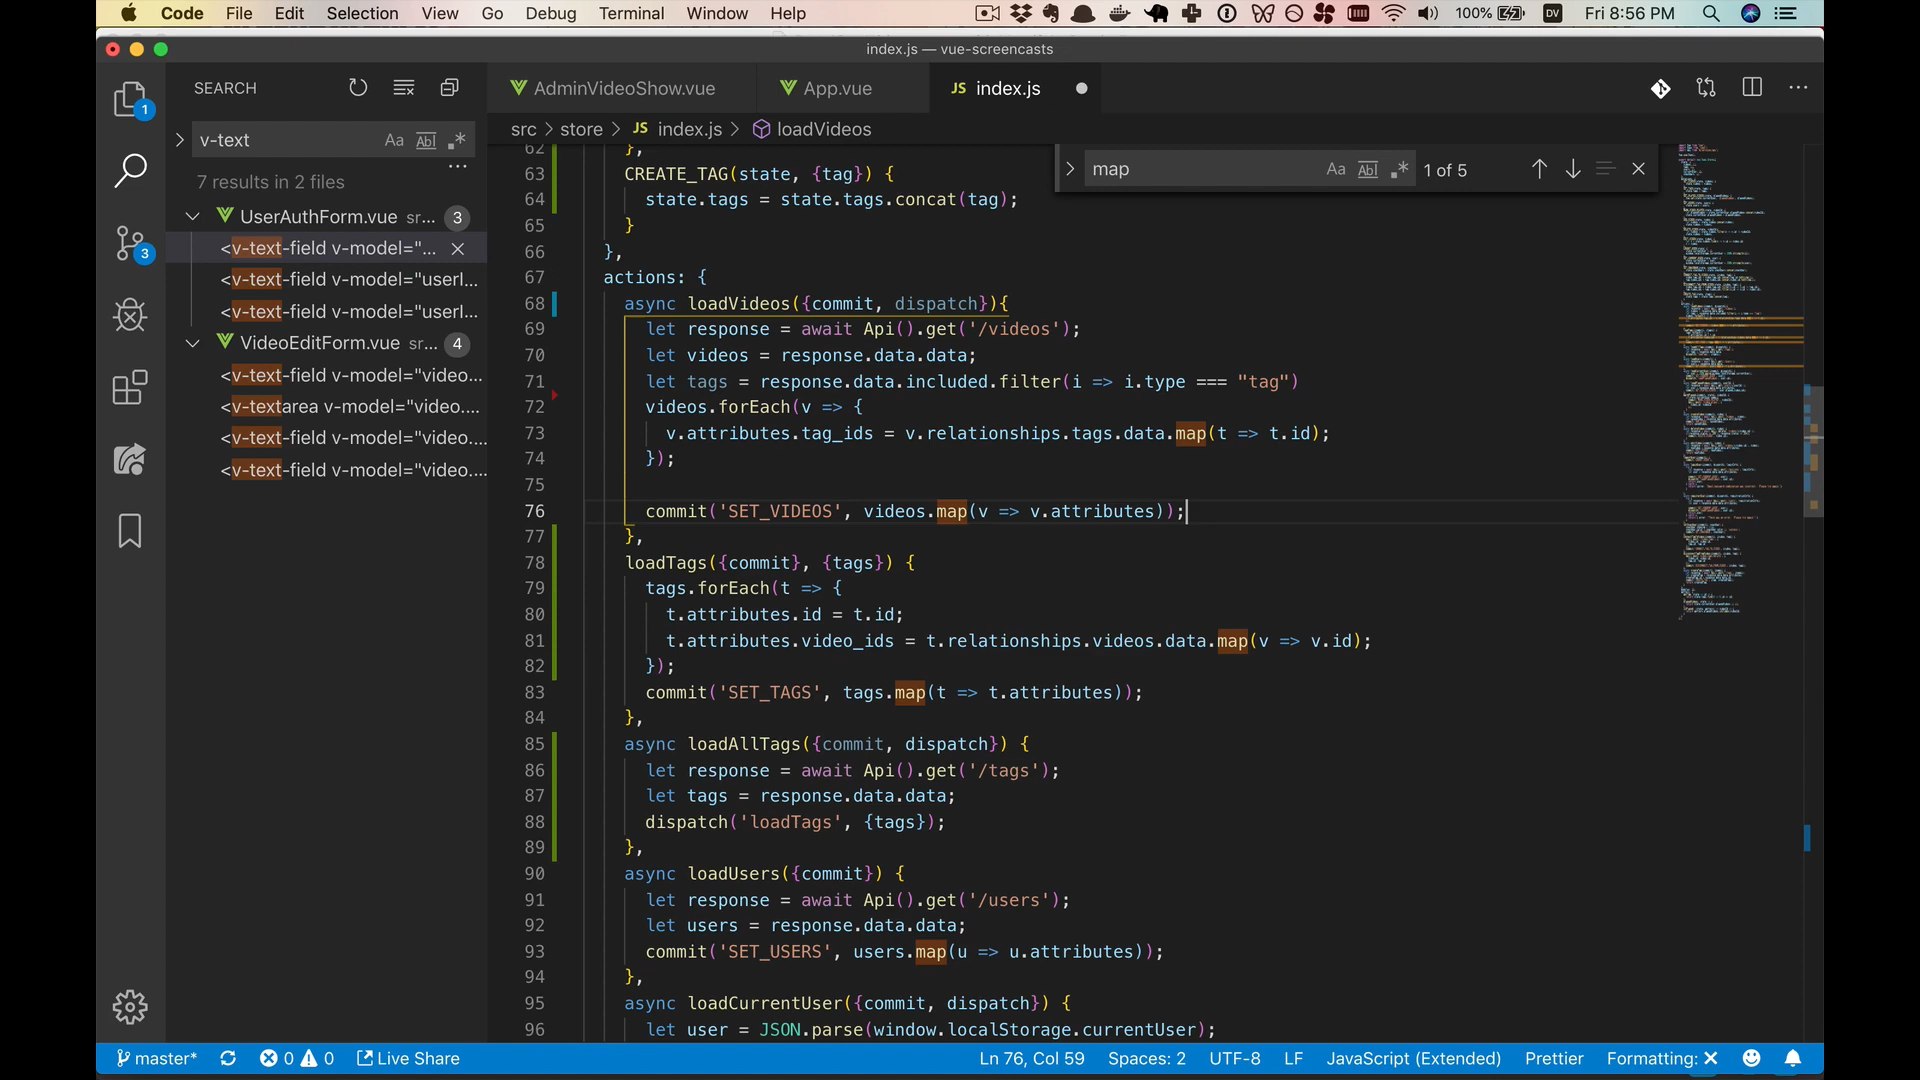 Code File Edit Selection View Go Debug Terminal Window Help 100% DV Fri 8:56 PM
index.js — vue-screencasts
SEARCH
v-text
Aa Abl .*
7 results in 2 files
UserAuthForm.vue sr... 3
<v-text-field v-model="...
<v-text-field v-model="userI...
<v-text-field v-model="userI...
VideoEditForm.vue sr... 4
<v-text-field v-model="video...
<v-textarea v-model="video....
<v-text-field v-model="video...
<v-text-field v-model="video....
1
3
AdminVideoShow.vue App.vue JS index.js
src > store > JS index.js > loadVideos
map Aa Abl .* 1 of 5
62 },
63 CREATE_TAG(state, {tag}) {
64 state.tags = state.tags.concat(tag);
65 }
66 },
67 actions: {
68 async loadVideos({commit, dispatch}){
69 let response = await Api().get('/videos');
70 let videos = response.data.data;
71 let tags = response.data.included.filter(i => i.type === "tag")
72 videos.forEach(v => {
73 v.attributes.tag_ids = v.relationships.tags.data.map(t => t.id);
74 });
75
76 commit('SET_VIDEOS', videos.map(v => v.attributes));
77 },
78 loadTags({commit}, {tags}) {
79 tags.forEach(t => {
80 t.attributes.id = t.id;
81 t.attributes.video_ids = t.relationships.videos.data.map(v => v.id);
82 });
83 commit('SET_TAGS', tags.map(t => t.attributes));
84 },
85 async loadAllTags({commit, dispatch}) {
86 let response = await Api().get('/tags');
87 let tags = response.data.data;
88 dispatch('loadTags', {tags});
89 },
90 async loadUsers({commit}) {
91 let response = await Api().get('/users');
92 let users = response.data.data;
93 commit('SET_USERS', users.map(u => u.attributes));
94 },
95 async loadCurrentUser({commit, dispatch}) {
96 let user = JSON.parse(window.localStorage.currentUser);
master* 0 0 Live Share Ln 76, Col 59 Spaces: 2 UTF-8 LF JavaScript (Extended) Prettier Formatting: ✕